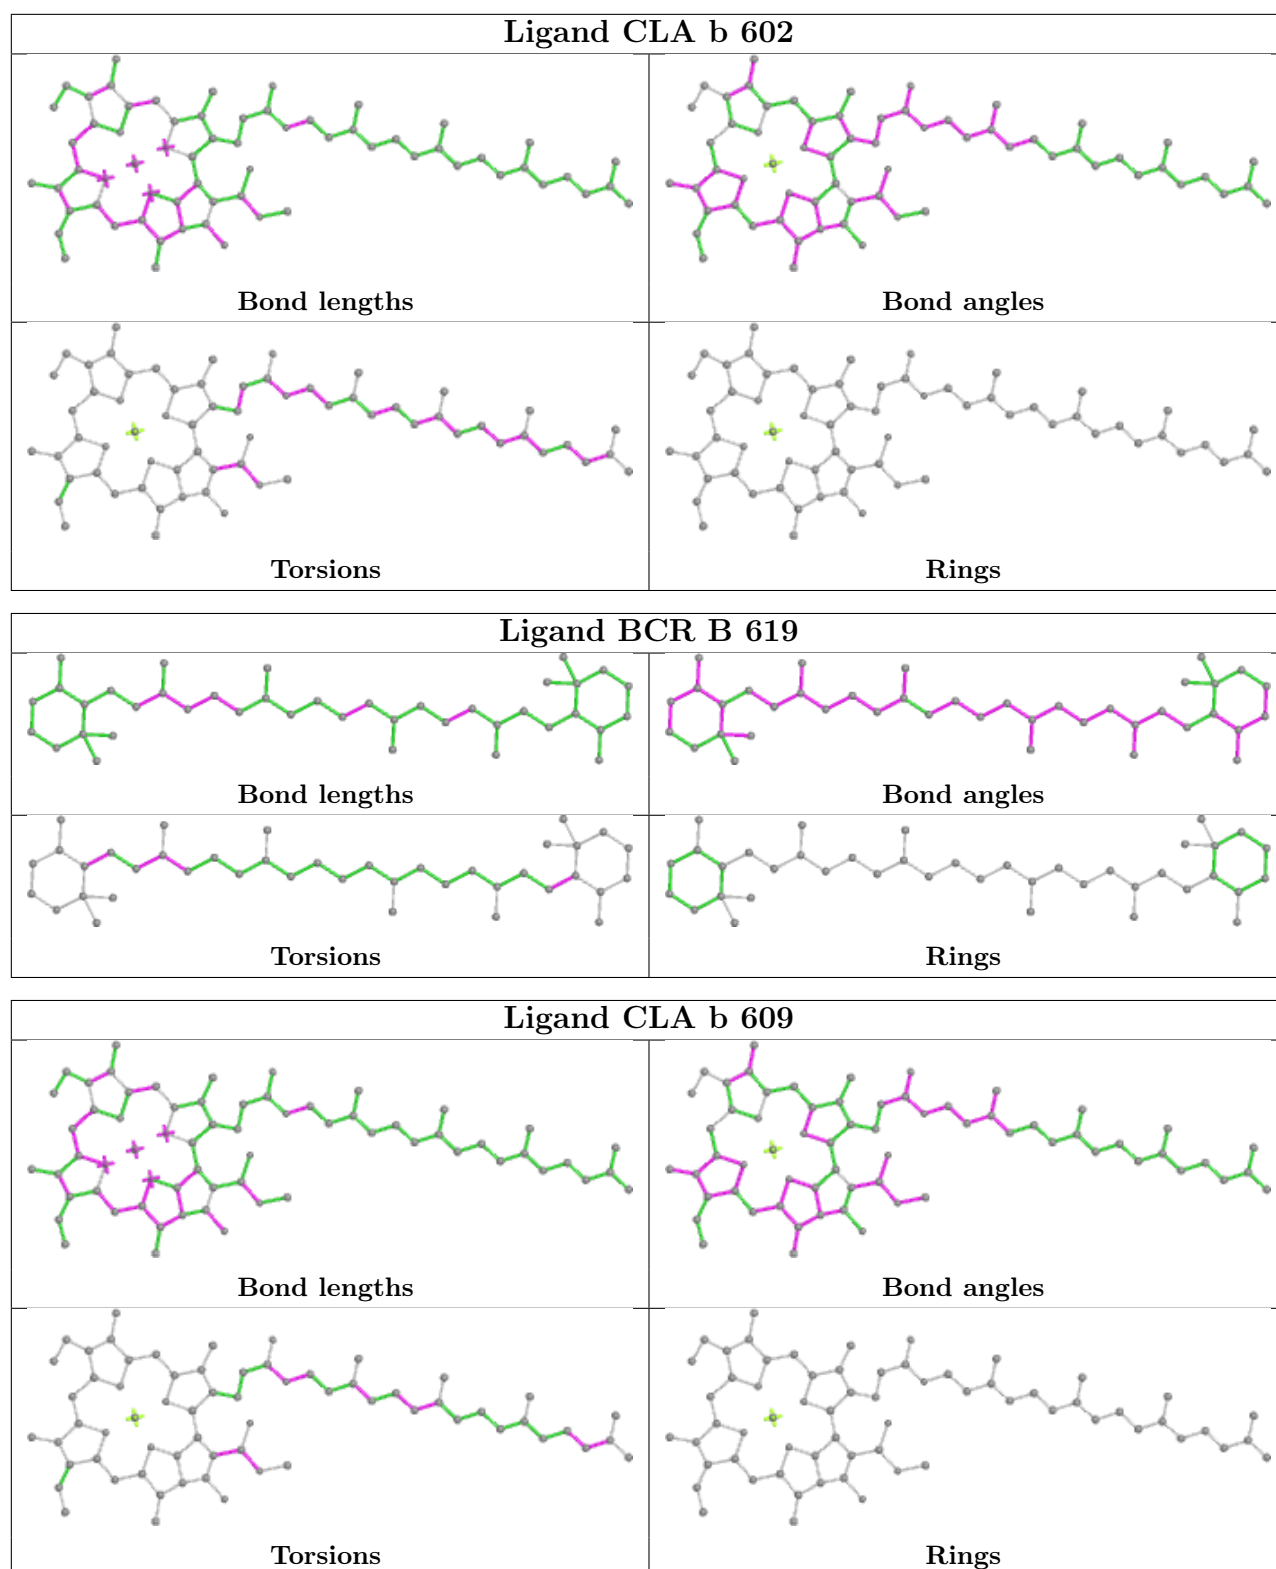 Ligand CLA b 602
Bond lengths
Bond angles
Torsions
Rings
Ligand BCR B 619
Bond lengths
Bond angles
Torsions
Rings
Ligand CLA b 609
Bond lengths
Bond angles
Torsions
Rings